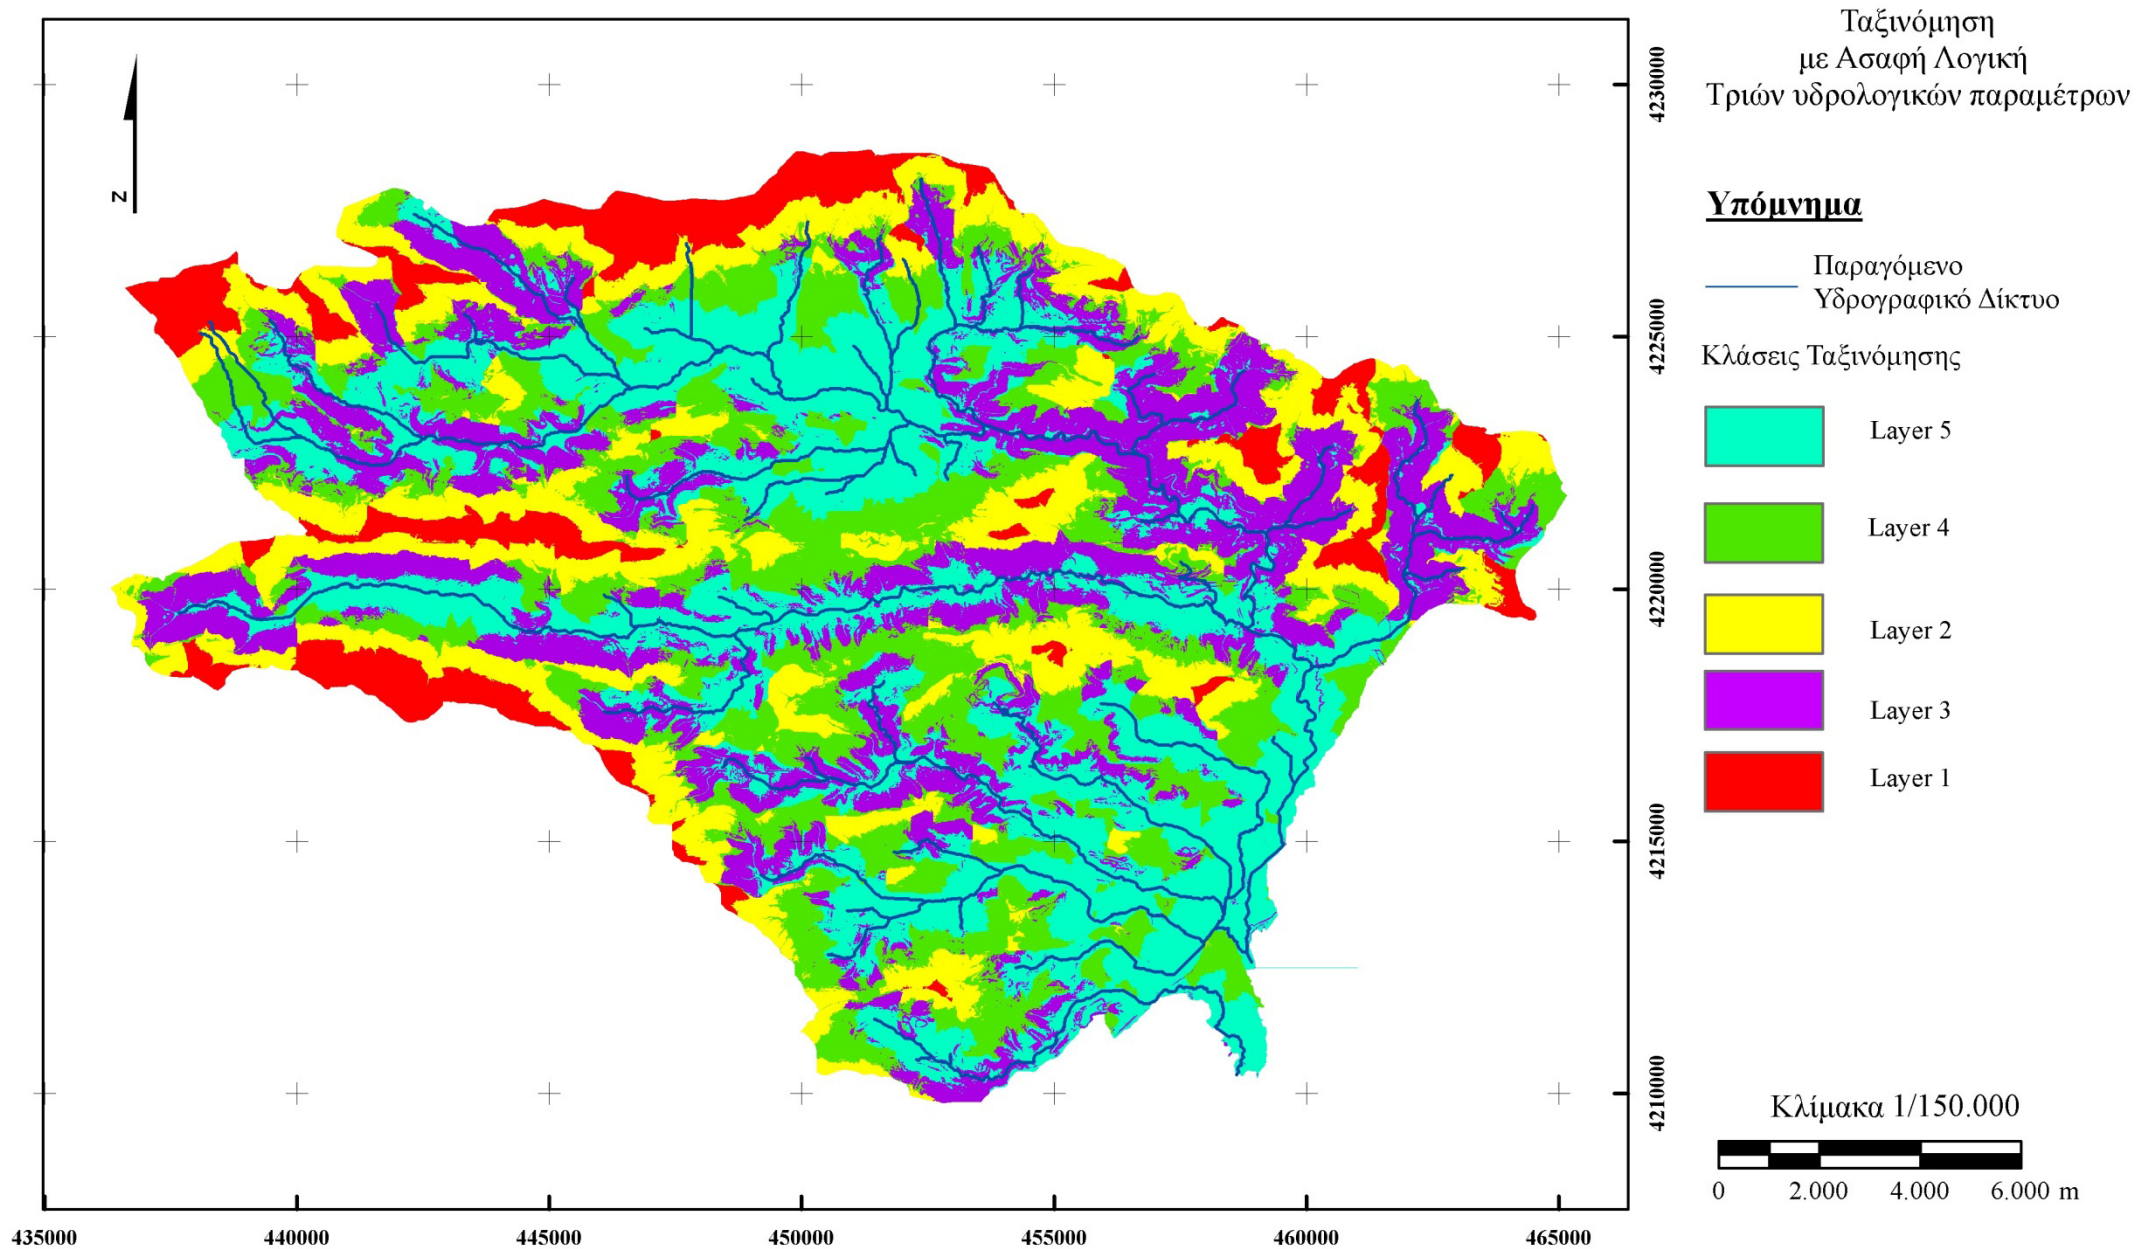 Ταξινόμηση
με Ασαφή Λογική
Τριών υδρολογικών παραμέτρων
Υπόμνημα
Παραγόμενο
Υδρογραφικό Δίκτυο
Κλάσεις Ταξινόμησης
Layer 5
Layer 4
Layer 2
Layer 3
Layer 1
Κλίμακα 1/150.000
0 2.000 4.000 6.000 m
N
4230000
4225000
4220000
4215000
4210000
435000 440000 445000 450000 455000 460000 465000